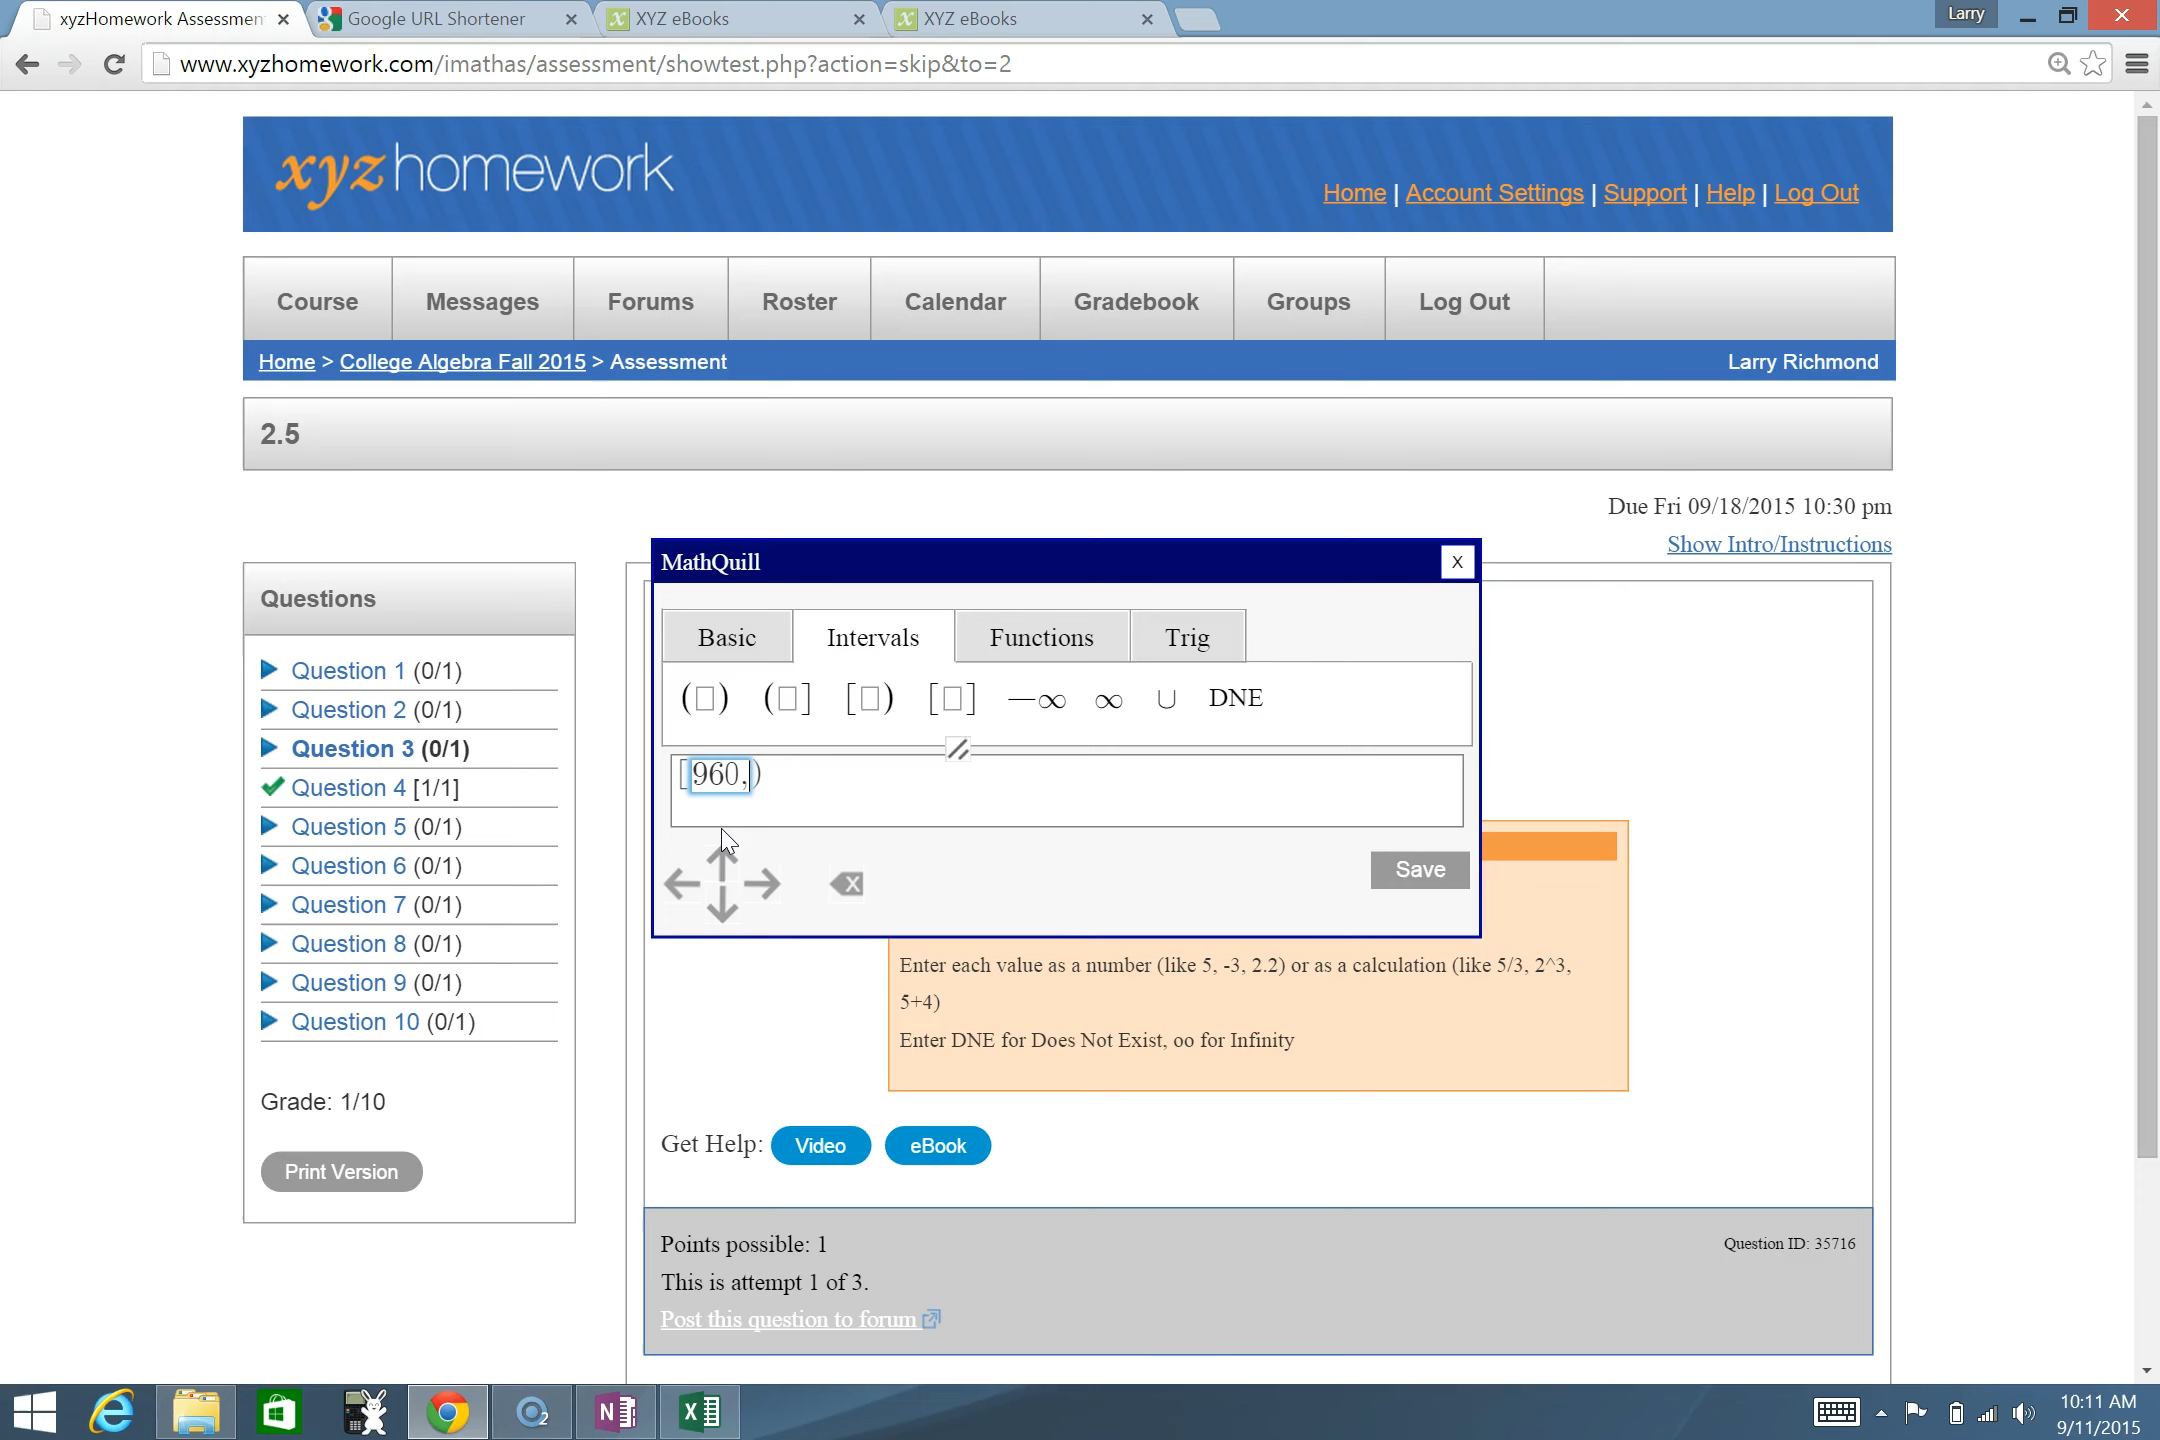 xyzHomework Assessmen
Google URL Shortener
XYZ eBooks
XYZ eBooks
Larry
www.xyzhomework.com/imathas/assessment/showtest.php?action=skip&to=2
xyzhomework
Home | Account Settings | Support | Help | Log Out
Course Messages Forums Roster Calendar Gradebook Groups Log Out
Home > College Algebra Fall 2015 > Assessment
Larry Richmond
2.5
Due Fri 09/18/2015 10:30 pm
Show Intro/Instructions
Questions
Question 1 (0/1)
Question 2 (0/1)
Question 3 (0/1)
Question 4 [1/1]
Question 5 (0/1)
Question 6 (0/1)
Question 7 (0/1)
Question 8 (0/1)
Question 9 (0/1)
Question 10 (0/1)
Grade: 1/10
Print Version
MathQuill
X
Basic Intervals Functions Trig
(□) (□] [□) [□] −∞ ∞ ∪ DNE
[960,)
Save
Enter each value as a number (like 5, -3, 2.2) or as a calculation (like 5/3, 2^3,
5+4)
Enter DNE for Does Not Exist, oo for Infinity
Get Help: Video eBook
Points possible: 1
Question ID: 35716
This is attempt 1 of 3.
Post this question to forum
10:11 AM
9/11/2015